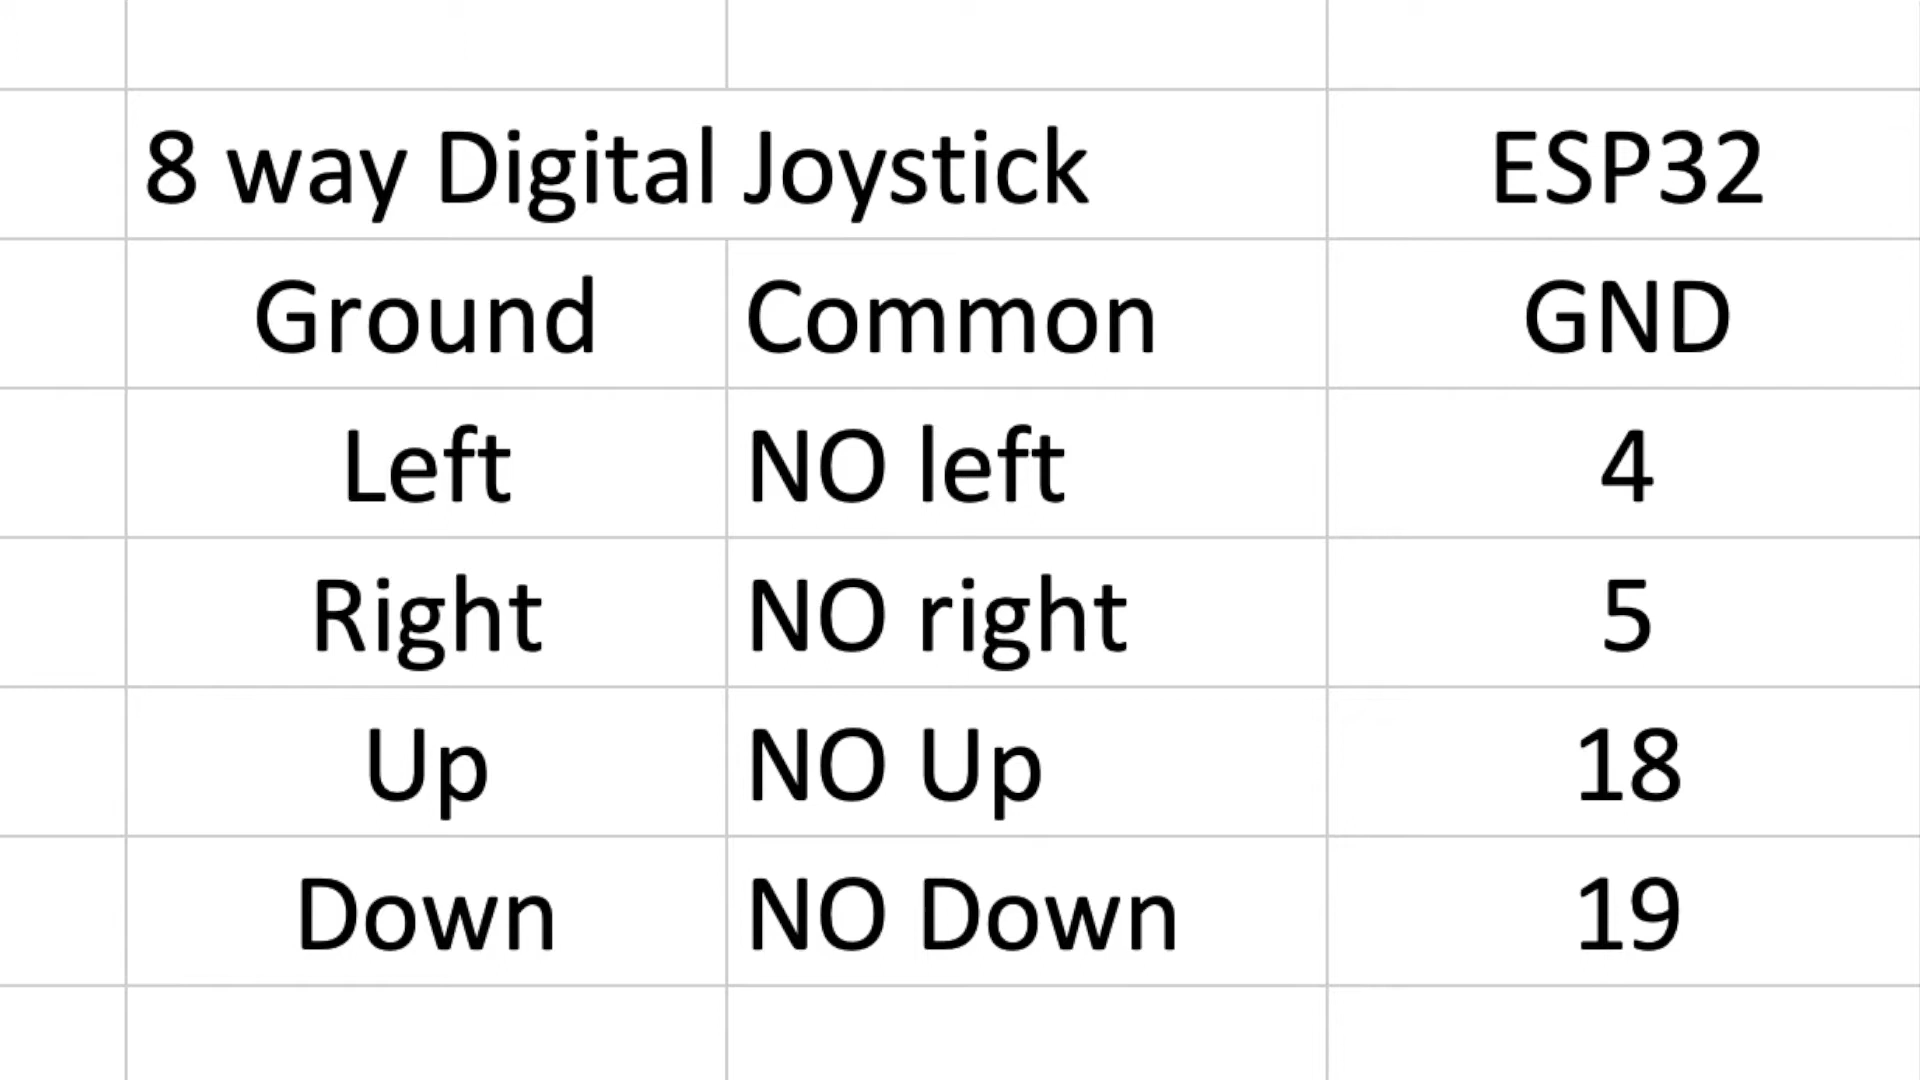 8 way Digital Joystick ESP32
Ground Common GND
Left NO left 4
Right NO right 5
Up NO Up 18
Down NO Down 19